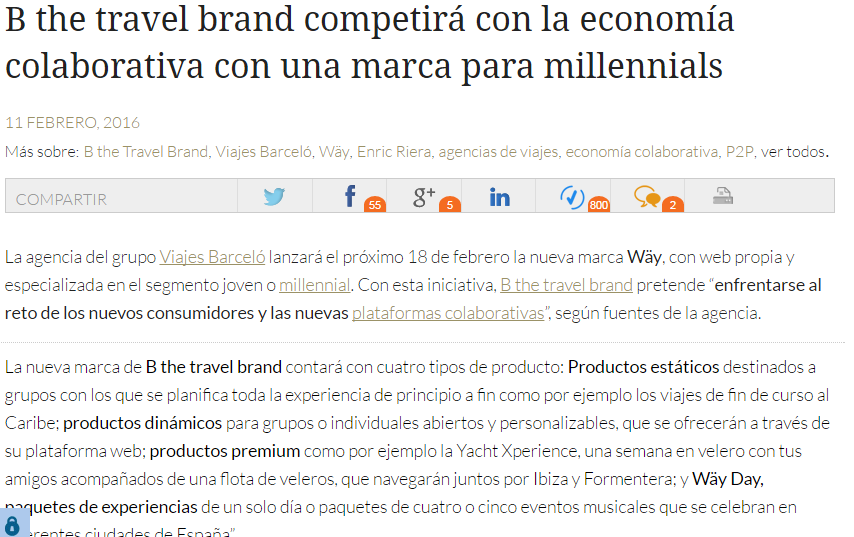 B the travel brand competirá con la economía
colaborativa con una marca para millennials
11 FEBRERO, 2016
Más sobre: B the Travel Brand, Viajes Barceló, Wäy, Enric Riera, agencias de viajes, economía colaborativa, P2P, ver todos.
COMPARTIR 55 g+ 5 in 800 2
La agencia del grupo Viajes Barceló lanzará el próximo 18 de febrero la nueva marca Wäy, con web propia y
especializada en el segmento joven o millennial. Con esta iniciativa, B the travel brand pretende “enfrentarse al
reto de los nuevos consumidores y las nuevas plataformas colaborativas”, según fuentes de la agencia.
La nueva marca de B the travel brand contará con cuatro tipos de producto: Productos estáticos destinados a
grupos con los que se planifica toda la experiencia de principio a fin como por ejemplo los viajes de fin de curso al
Caribe; productos dinámicos para grupos o individuales abiertos y personalizables, que se ofrecerán a través de
su plataforma web; productos premium como por ejemplo la Yacht Xperience, una semana en velero con tus
amigos acompañados de una flota de veleros, que navegarán juntos por Ibiza y Formentera; y Wäy Day,
paquetes de experiencias de un solo día o paquetes de cuatro o cinco eventos musicales que se celebran en
erentes ciudades de España”